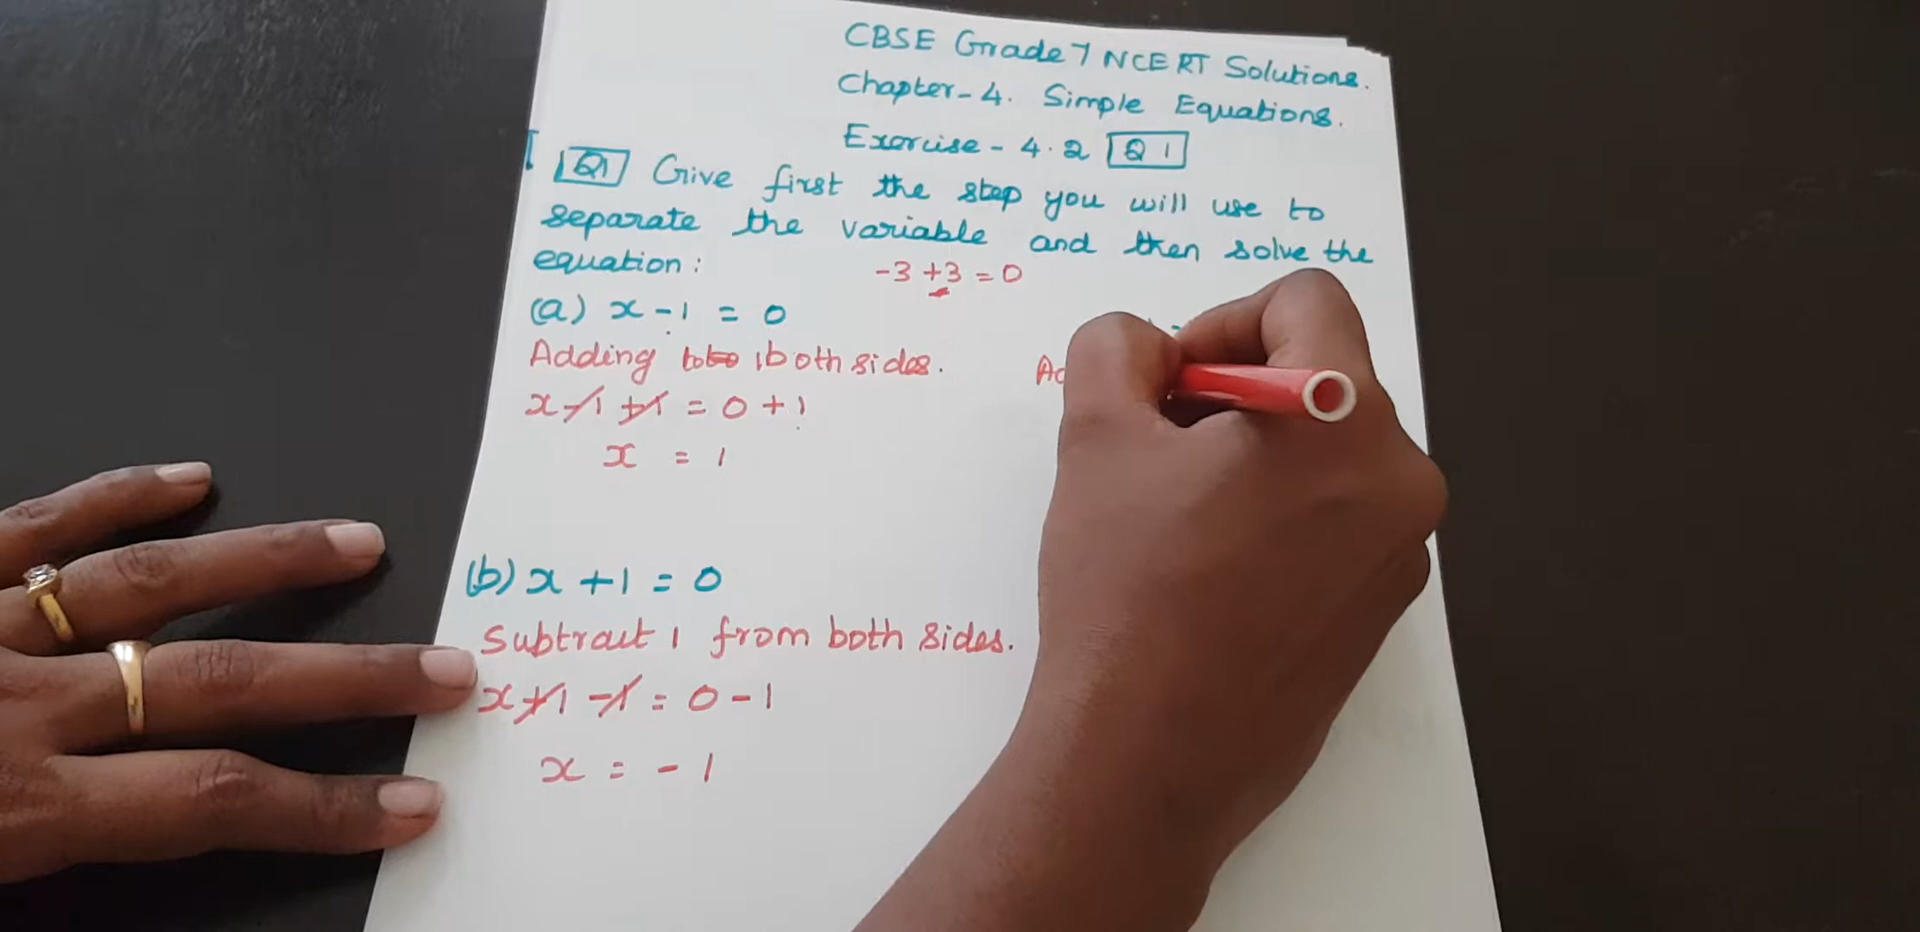 CBSE Grade 7 NCERT Solutions.
Chapter-4. Simple Equations.
Exercise - 4.2 Q1
Q1 Give first the step you will use to
separate the variable and then solve the
equation:
-3 +3 = 0
(a) x - 1 = 0
Adding 1 both sides.
x - 1 + 1 = 0 + 1
x = 1
(b) x + 1 = 0
Subtract 1 from both sides.
x + 1 - 1 = 0 - 1
x = - 1